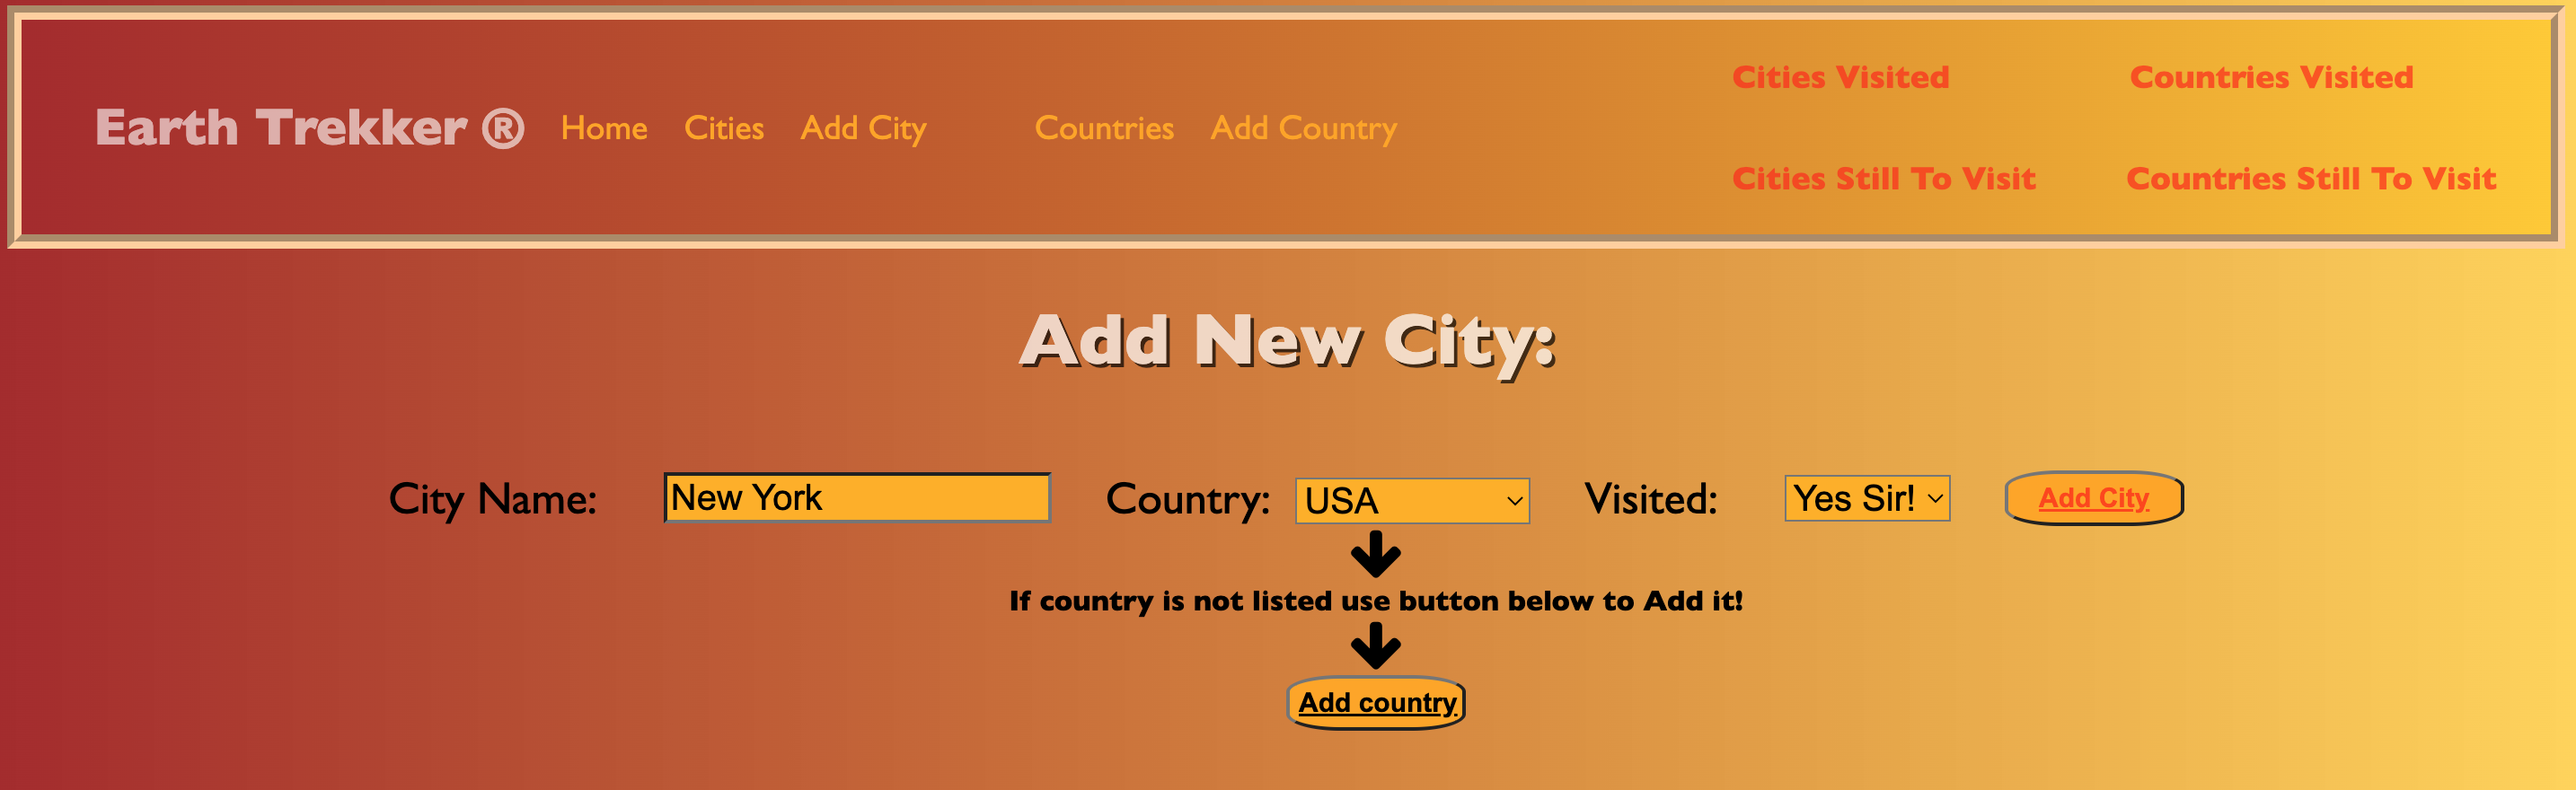 Earth Trekker ® Home Cities Add City Countries Add Country
Cities Visited Countries Visited
Cities Still To Visit Countries Still To Visit
Add New City:
City Name: New York Country: USA Visited: Yes Sir! Add City
If country is not listed use button below to Add it!
Add country